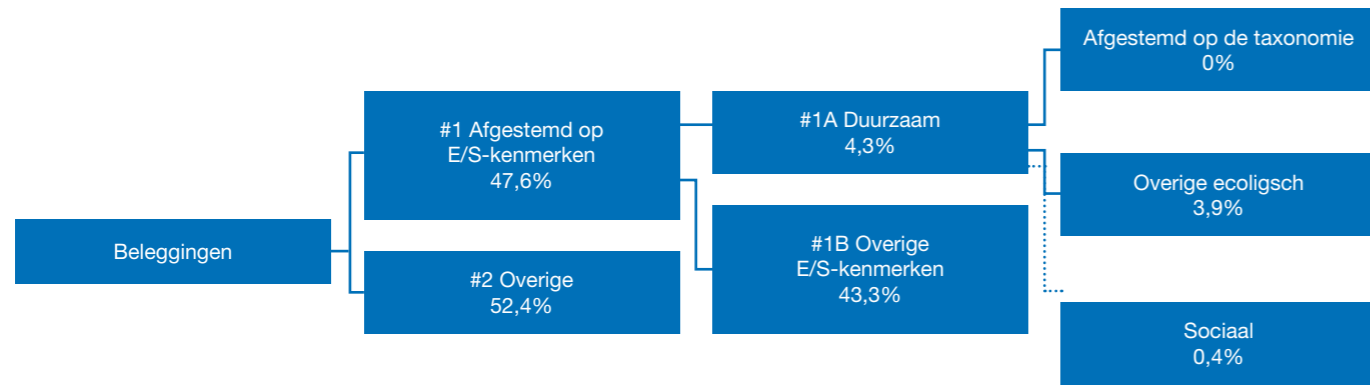 Beleggingen
#1 Afgestemd op
E/S-kenmerken
47,6%
#2 Overige
52,4%
#1A Duurzaam
4,3%
#1B Overige
E/S-kenmerken
43,3%
Afgestemd op de taxonomie
0%
Overige ecoligsch
3,9%
Sociaal
0,4%